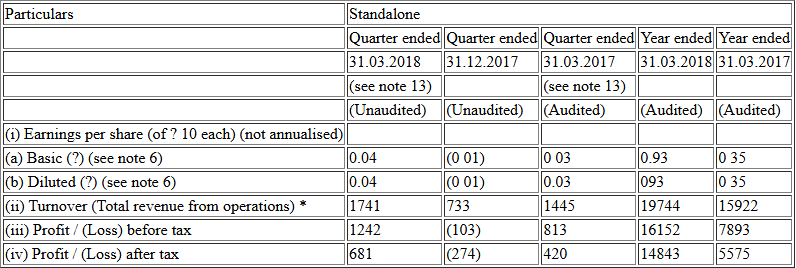 Particulars Standalone
Quarter ended Quarter ended Quarter ended Year ended Year ended
31.03.2018 31.12.2017 31.03.2017 31.03.2018 31.03.2017
(see note 13) (see note 13)
(Unaudited) (Unaudited) (Audited) (Audited) (Audited)
(i) Earnings per share (of ? 10 each) (not annualised)
(a) Basic (?) (see note 6) 0.04 (0 01) 0 03 0.93 0 35
(b) Diluted (?) (see note 6) 0.04 (0 01) 0.03 093 0 35
(ii) Turnover (Total revenue from operations) * 1741 733 1445 19744 15922
(iii) Profit / (Loss) before tax 1242 (103) 813 16152 7893
(iv) Profit / (Loss) after tax 681 (274) 420 14843 5575